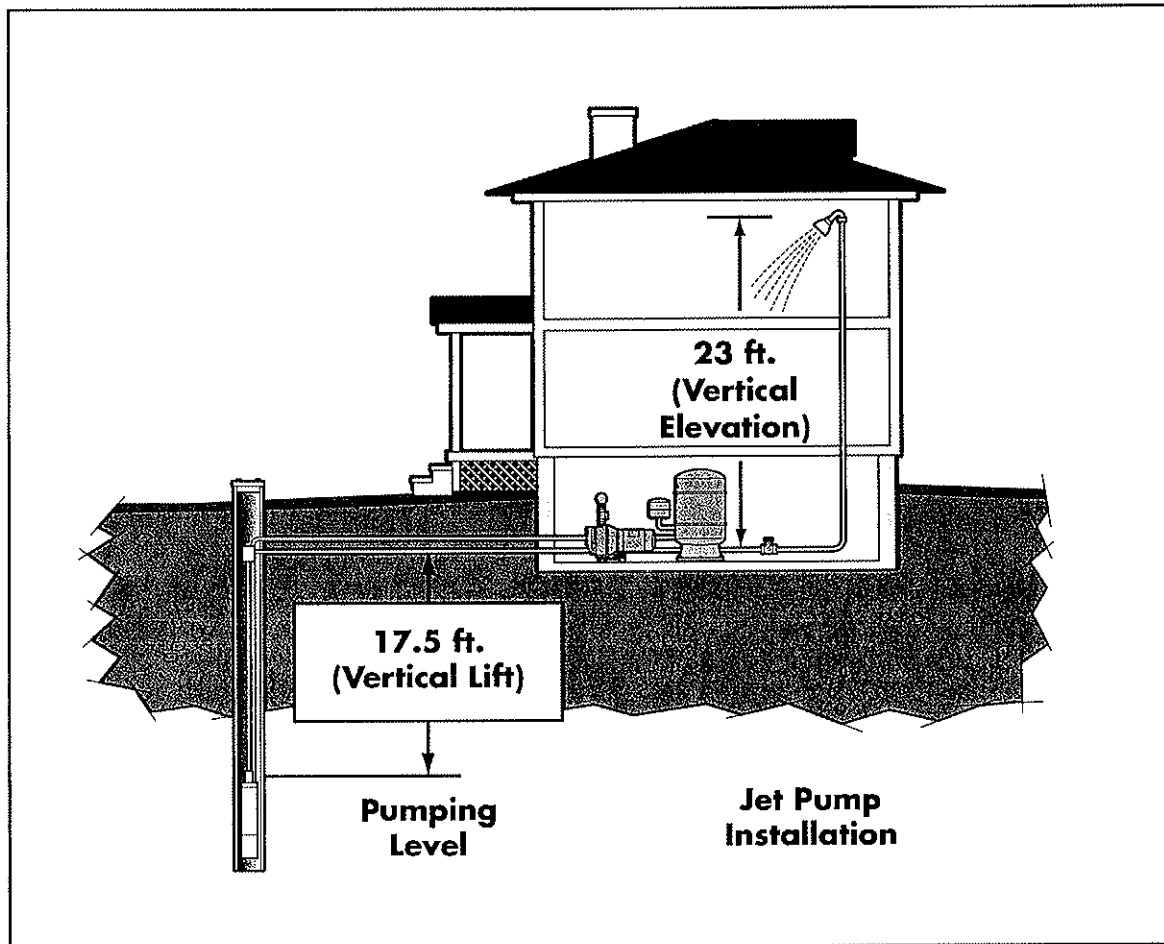 23 ft.
(Vertical
Elevation)
17.5 ft.
(Vertical Lift)
Pumping
Level
Jet Pump
Installation